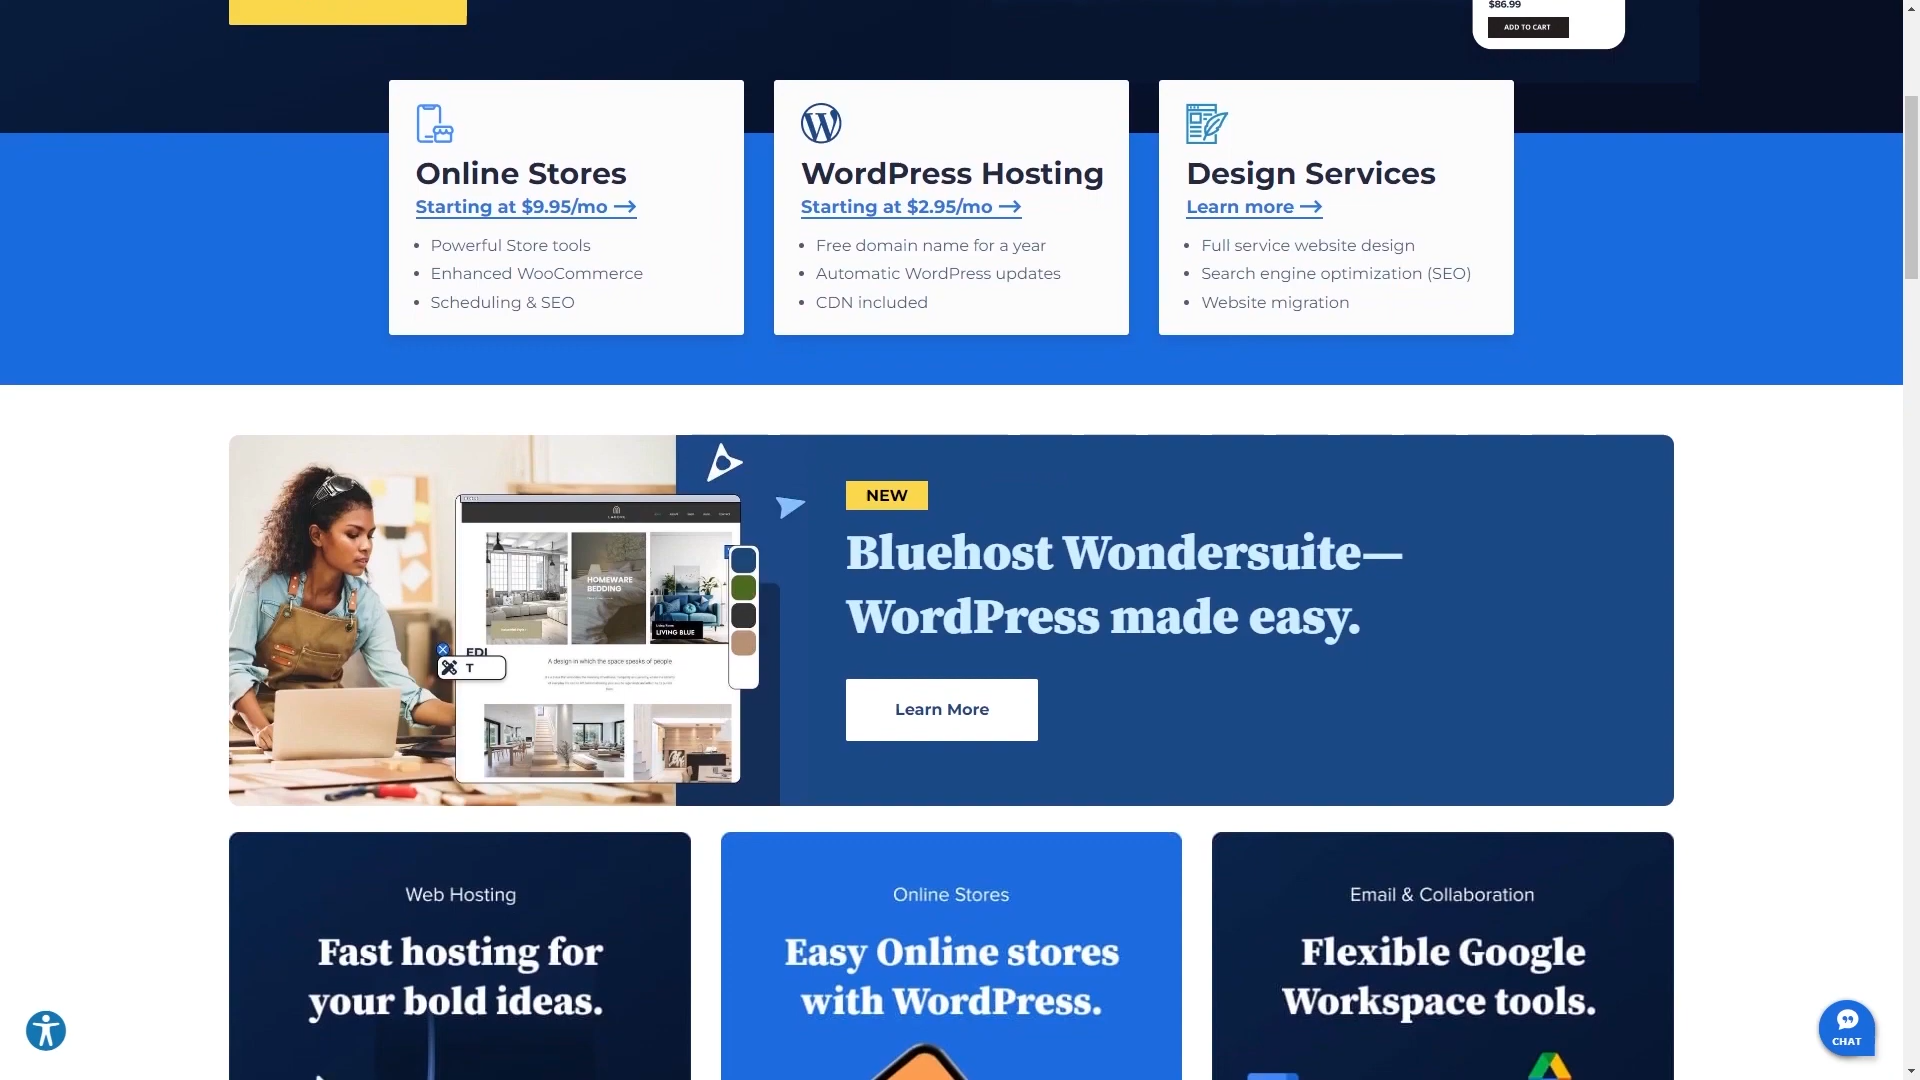 $86.99
ADD TO CART
Online Stores
Starting at $9.95/mo
Powerful Store tools
Enhanced WooCommerce
Scheduling & SEO
WordPress Hosting
Starting at $2.95/mo
Free domain name for a year
Automatic WordPress updates
CDN included
Design Services
Learn more
Full service website design
Search engine optimization (SEO)
Website migration
HOMEWARE
BEDDING
LIVING BLUE
EDI
T
A design in which the space speaks of people
NEW
Bluehost Wondersuite—
WordPress made easy.
Learn More
Web Hosting
Fast hosting for
your bold ideas.
Online Stores
Easy Online stores
with WordPress.
Email & Collaboration
Flexible Google
Workspace tools.
CHAT